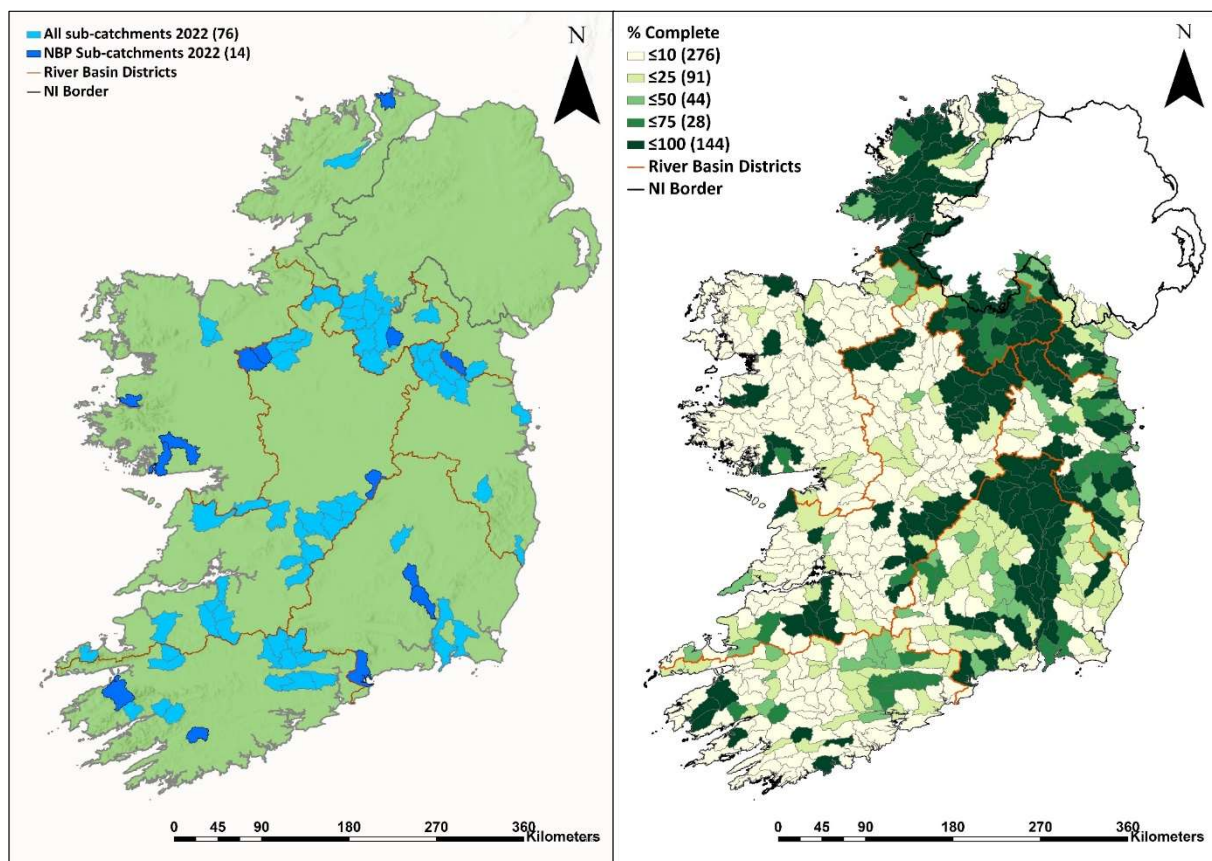 All sub-catchments 2022 (76)
NBP Sub-catchments 2022 (14)
River Basin Districts
NI Border
N
0 45 90 180 270 360
Kilometers
% Complete
≤10 (276)
≤25 (91)
≤50 (44)
≤75 (28)
≤100 (144)
River Basin Districts
NI Border
N
0 45 90 180 270 360
Kilometers